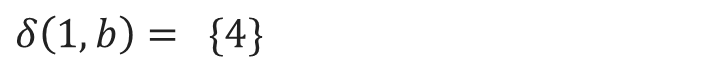 δ(1, b) = {4}